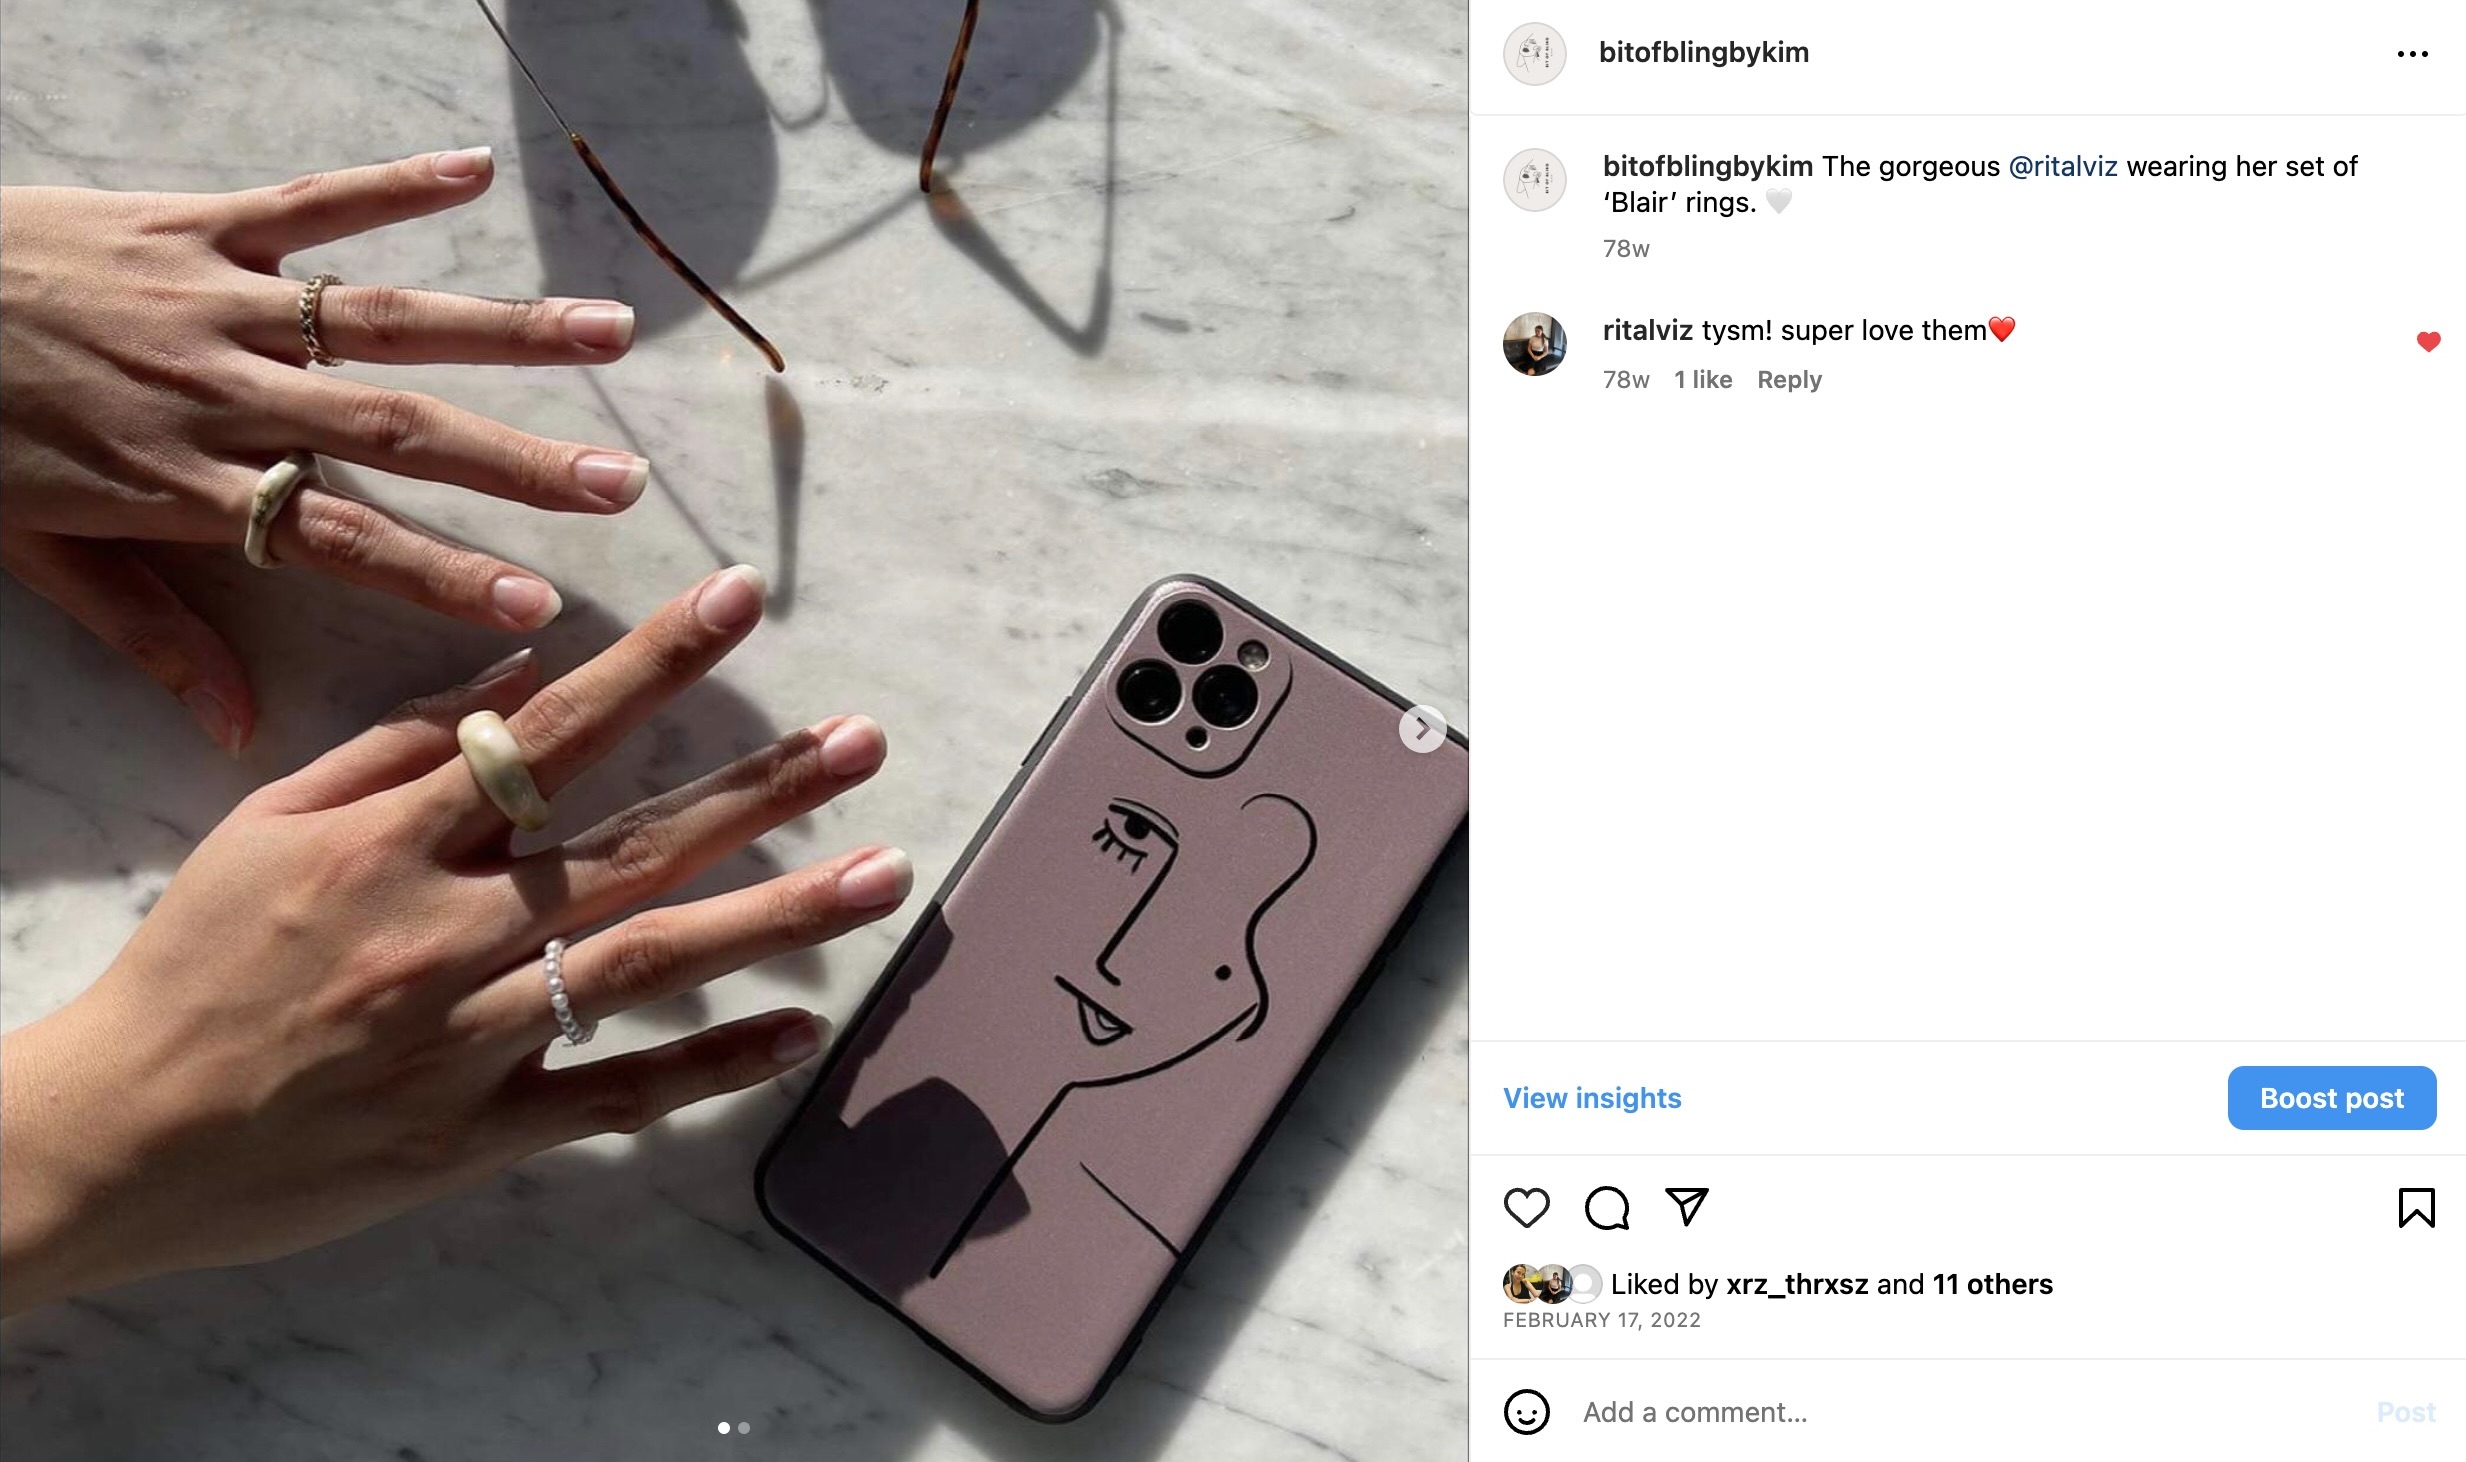 bitofblingbykim
bitofblingbykim The gorgeous @ritalviz wearing her set of
‘Blair’ rings. 🤍
78w
ritalviz tysm! super love them❤️
78w 1 like Reply
View insights
Boost post
Liked by xrz_thrxsz and 11 others
FEBRUARY 17, 2022
Add a comment...
Post